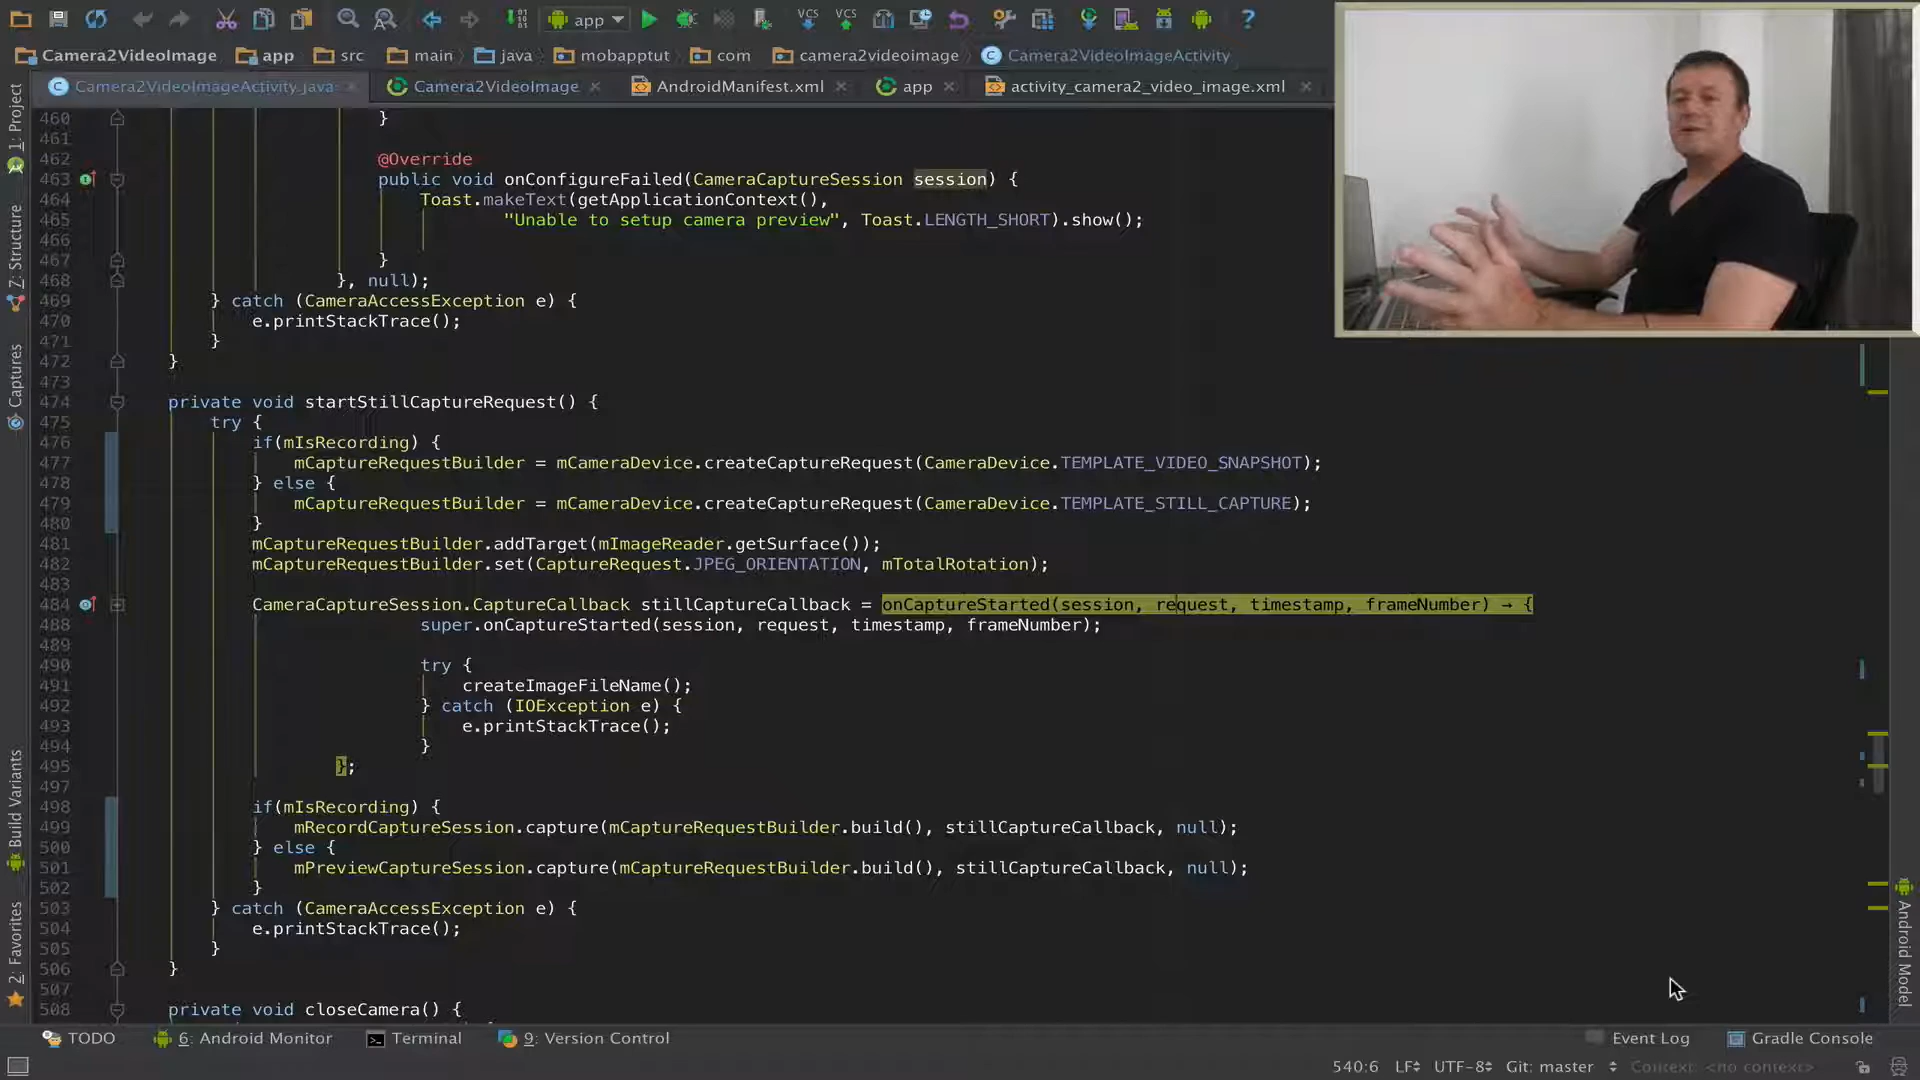 app
VCS
VCS
?
Camera2VideoImage app src main java mobapptut com camera2videoimage Camera2VideoImageActivity
Camera2VideoImageActivity.java Camera2VideoImage AndroidManifest.xml app activity_camera2_video_image.xml
1: Project
7: Structure
Captures
Build Variants
2: Favorites
460 }
461
462 @Override
463 public void onConfigureFailed(CameraCaptureSession session) {
464 Toast.makeText(getApplicationContext(),
465 "Unable to setup camera preview", Toast.LENGTH_SHORT).show();
466
467 }
468 }, null);
469 } catch (CameraAccessException e) {
470 e.printStackTrace();
471 }
472 }
473
474 private void startStillCaptureRequest() {
475 try {
476 if(mIsRecording) {
477 mCaptureRequestBuilder = mCameraDevice.createCaptureRequest(CameraDevice.TEMPLATE_VIDEO_SNAPSHOT);
478 } else {
479 mCaptureRequestBuilder = mCameraDevice.createCaptureRequest(CameraDevice.TEMPLATE_STILL_CAPTURE);
480 }
481 mCaptureRequestBuilder.addTarget(mImageReader.getSurface());
482 mCaptureRequestBuilder.set(CaptureRequest.JPEG_ORIENTATION, mTotalRotation);
483
484 CameraCaptureSession.CaptureCallback stillCaptureCallback = onCaptureStarted(session, request, timestamp, frameNumber) → {
488 super.onCaptureStarted(session, request, timestamp, frameNumber);
489
490 try {
491 createImageFileName();
492 } catch (IOException e) {
493 e.printStackTrace();
494 }
495 };
497
498 if(mIsRecording) {
499 mRecordCaptureSession.capture(mCaptureRequestBuilder.build(), stillCaptureCallback, null);
500 } else {
501 mPreviewCaptureSession.capture(mCaptureRequestBuilder.build(), stillCaptureCallback, null);
502 }
503 } catch (CameraAccessException e) {
504 e.printStackTrace();
505 }
506 }
507
508 private void closeCamera() {
Android Model
TODO 6: Android Monitor Terminal 9: Version Control Event Log Gradle Console
540:6 LF UTF-8 Git: master Context: <no context>